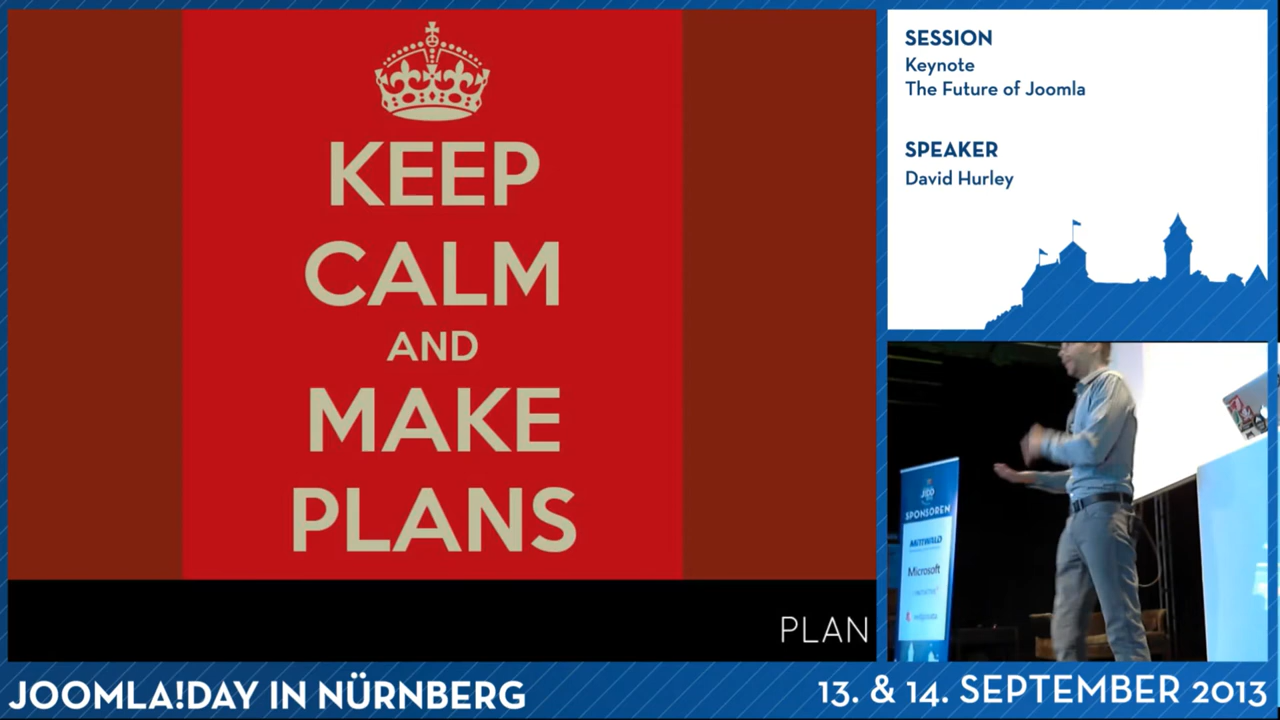 KEEP
CALM
AND
MAKE
PLANS
PLAN
SESSION
Keynote
The Future of Joomla
SPEAKER
David Hurley
SPONSOREN
MITTWALD
Microsoft
JOOMLA!DAY IN NÜRNBERG
13. & 14. SEPTEMBER 2013